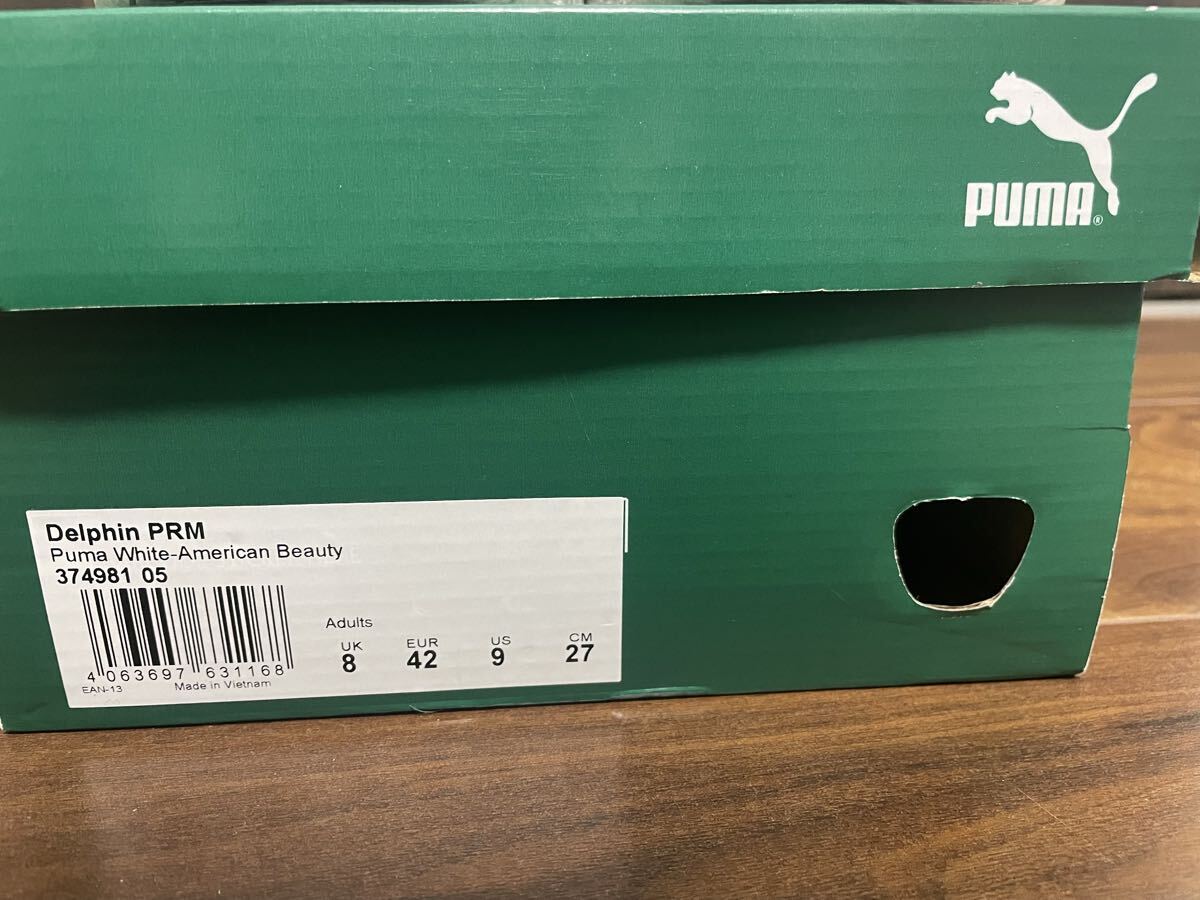 PUMA®
Delphin PRM
Puma White-American Beauty
374981 05
4 063697 631168
EAN-13 Made in Vietnam
Adults
UK EUR US CM
8 42 9 27